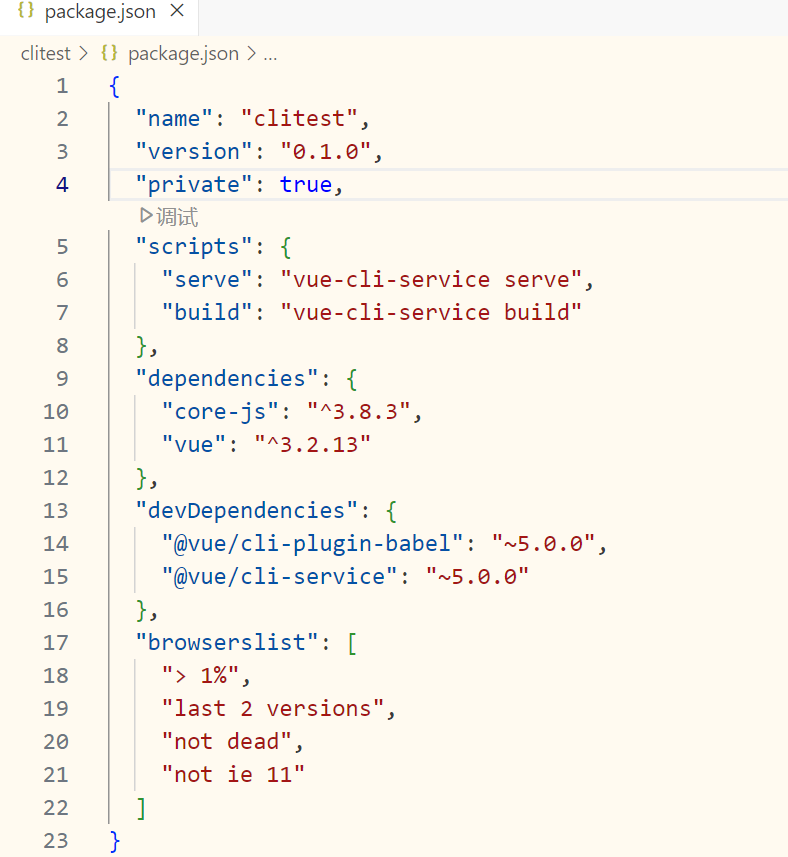 {} package.json ×
clitest > {} package.json > ...
1 {
2 "name": "clitest",
3 "version": "0.1.0",
4 "private": true,
▷调试
5 "scripts": {
6 "serve": "vue-cli-service serve",
7 "build": "vue-cli-service build"
8 },
9 "dependencies": {
10 "core-js": "^3.8.3",
11 "vue": "^3.2.13"
12 },
13 "devDependencies": {
14 "@vue/cli-plugin-babel": "~5.0.0",
15 "@vue/cli-service": "~5.0.0"
16 },
17 "browserslist": [
18 "> 1%",
19 "last 2 versions",
20 "not dead",
21 "not ie 11"
22 ]
23 }